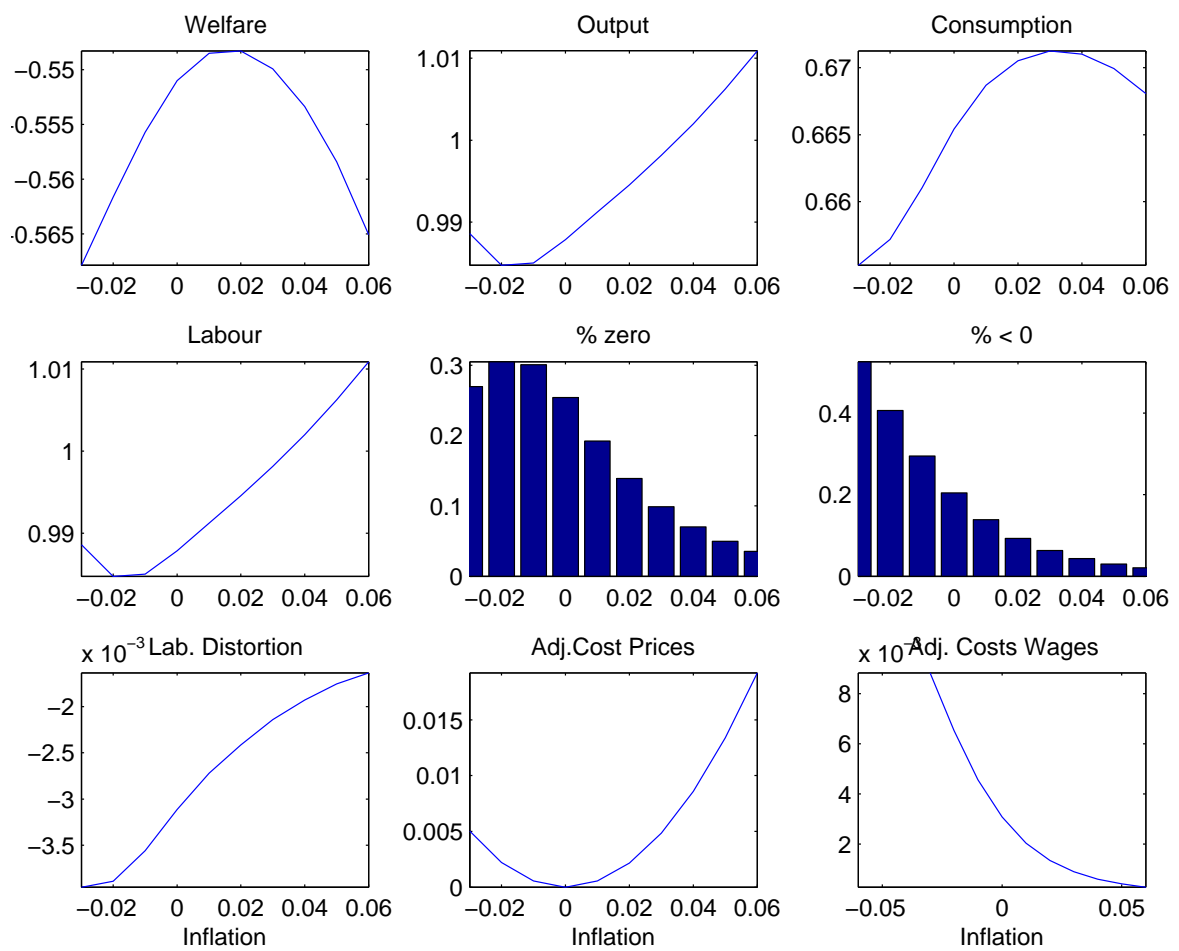 Welfare
Output
Consumption
−0.55
-0.555
−0.56
-0.565
−0.02 0 0.02 0.04 0.06
1.01
1
0.99
−0.02 0 0.02 0.04 0.06
0.67
0.665
0.66
−0.02 0 0.02 0.04 0.06
Labour
% zero
% < 0
1.01
1
0.99
−0.02 0 0.02 0.04 0.06
0.3
0.2
0.1
0
−0.02 0 0.02 0.04 0.06
0.4
0.2
0
−0.02 0 0.02 0.04 0.06
x 10−3 Lab. Distortion
Adj.Cost Prices
x 10−3 Adj. Costs Wages
−2
−2.5
−3
−3.5
−0.02 0 0.02 0.04 0.06
Inflation
0.015
0.01
0.005
0
−0.02 0 0.02 0.04 0.06
Inflation
8
6
4
2
−0.05 0 0.05
Inflation